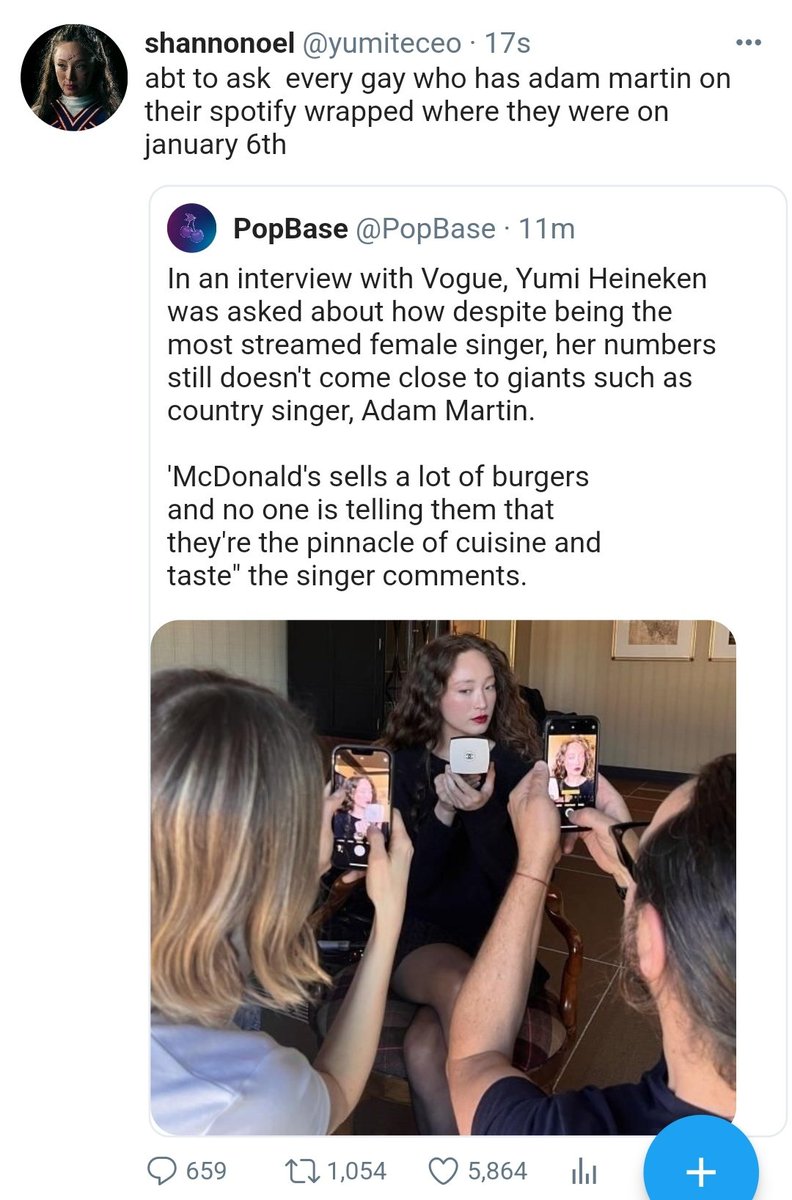 shannonoel @yumiteceo · 17s
abt to ask  every gay who has adam martin on
their spotify wrapped where they were on
january 6th
PopBase @PopBase · 11m
In an interview with Vogue, Yumi Heineken
was asked about how despite being the
most streamed female singer, her numbers
still doesn't come close to giants such as
country singer, Adam Martin.
'McDonald's sells a lot of burgers
and no one is telling them that
they're the pinnacle of cuisine and
taste" the singer comments.
659 1,054 5,864